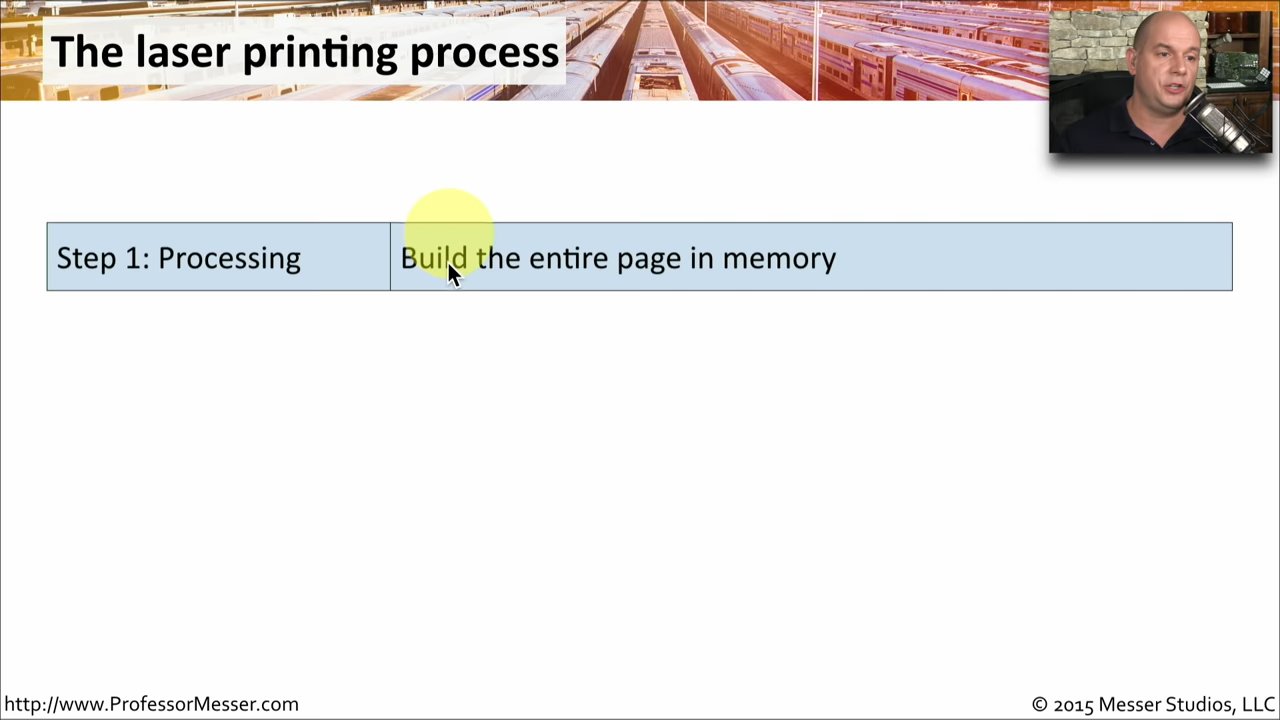 The laser printing process
Step 1: Processing
Build the entire page in memory
http://www.ProfessorMesser.com
© 2015 Messer Studios, LLC